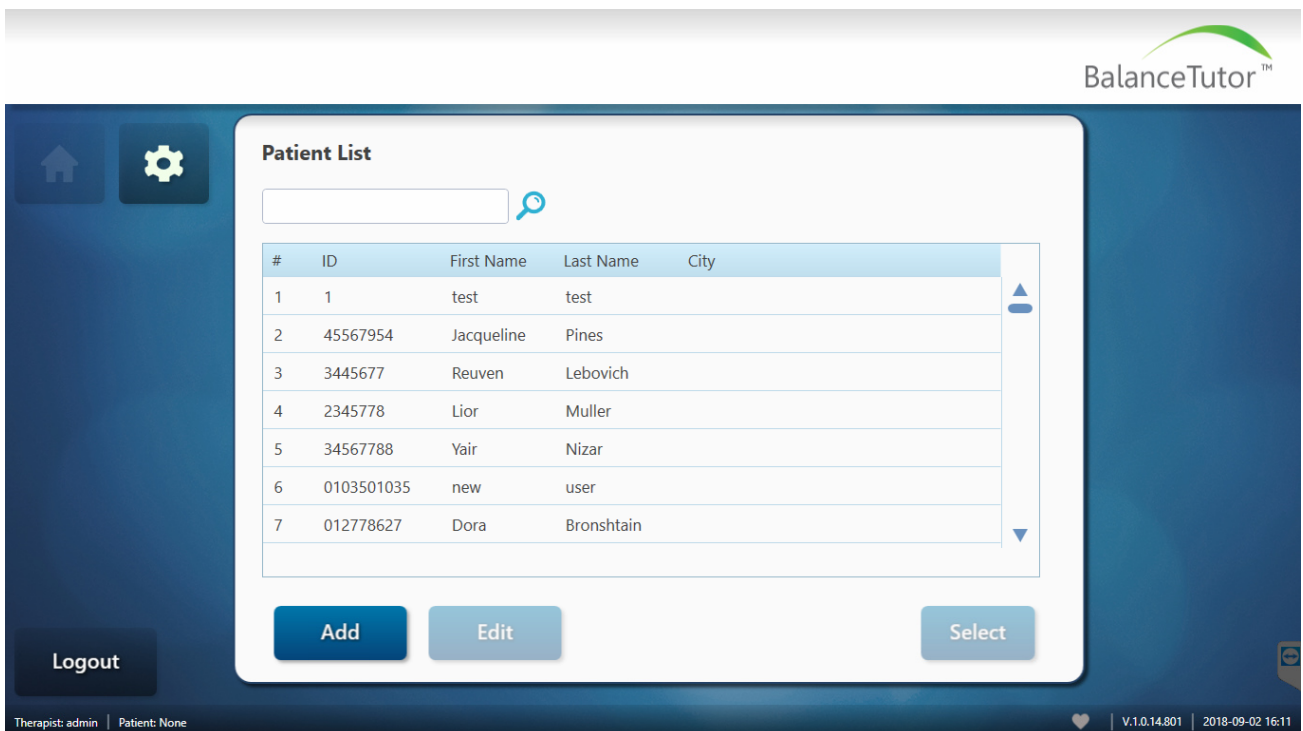 BalanceTutor™
Patient List
# ID First Name Last Name City
1 1 test test
2 45567954 Jacqueline Pines
3 3445677 Reuven Lebovich
4 2345778 Lior Muller
5 34567788 Yair Nizar
6 0103501035 new user
7 012778627 Dora Bronshtain
Add Edit Select
Logout
Therapist: admin | Patient: None | V.1.0.14.801 | 2018-09-02 16:11